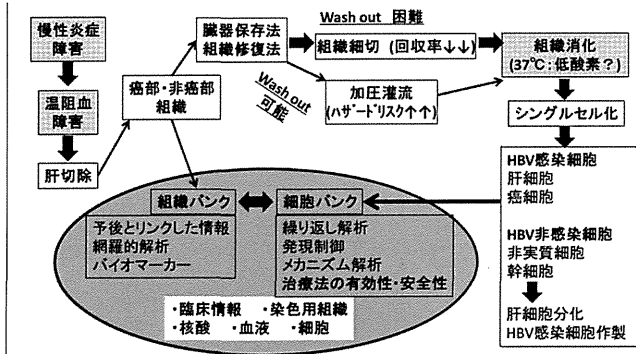 慢性炎症
障害
温阻血
障害
肝切除
癌部・非癌部
組織
臓器保存法
組織修復法
Wash out 困難
組織細切 (回収率↓↓)
Wash out
可能
加圧灌流
(ハザードリスク↑↑)
組織消化
(37℃;低酸素?)
シングルセル化
HBV感染細胞
肝細胞
癌細胞
HBV非感染細胞
非実質細胞
幹細胞
肝細胞分化
HBV感染細胞作製
組織バンク
予後とリンクした情報
網羅的解析
バイオマーカー
細胞バンク
繰り返し解析
発現制御
メカニズム解析
治療法の有効性・安全性
・臨床情報 ・染色用組織
・核酸 ・血液 ・細胞